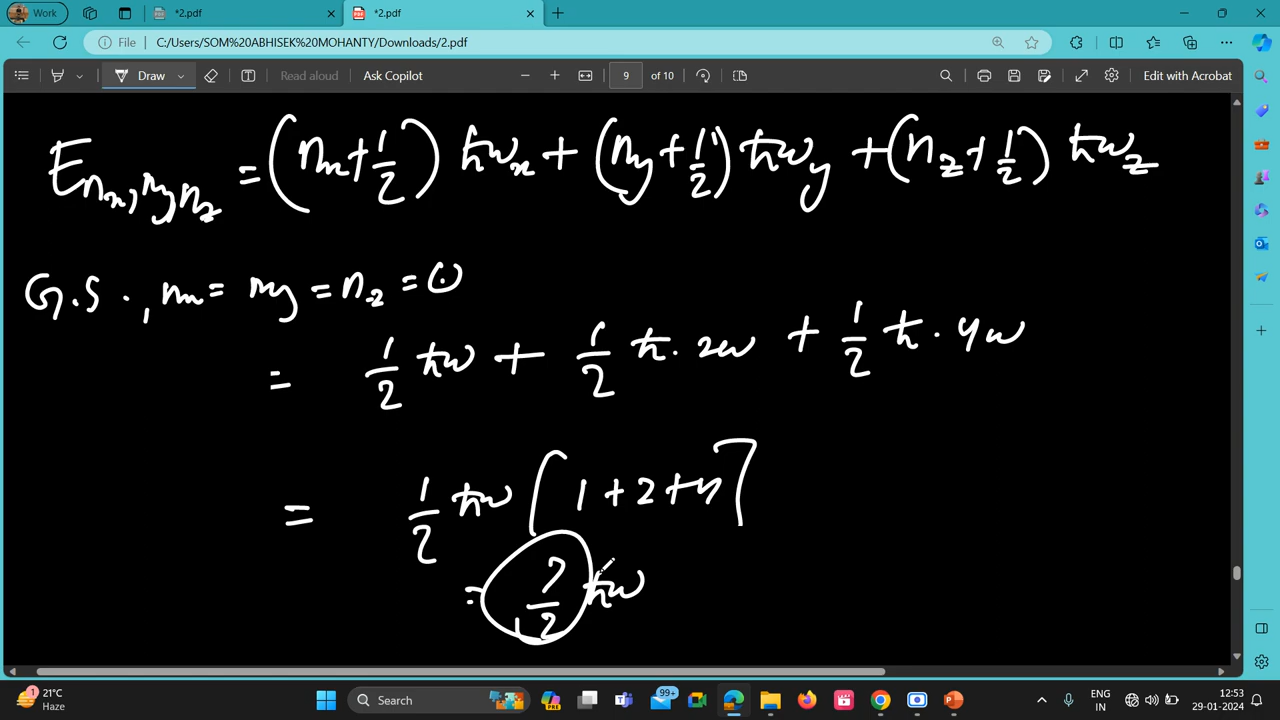 Work
*2.pdf
*2.pdf
File
C:/Users/SOM%20ABHISEK%20MOHANTY/Downloads/2.pdf
Draw
Read aloud
Ask Copilot
9 of 10
Edit with Acrobat
E_{n_x, n_y n_z} = (n_x + 1/2) ħω_x + (n_y + 1/2) ħω_y + (n_z + 1/2) ħω_z
G.S., n_x = n_y = n_z = 0
= 1/2 ħω + 1/2 ħ · 2ω + 1/2 ħ · 4ω
= 1/2 ħω [1 + 2 + 4]
= 7/2 ħω
21°C
Haze
Search
PRE
99+
ENG
IN
12:53
29-01-2024